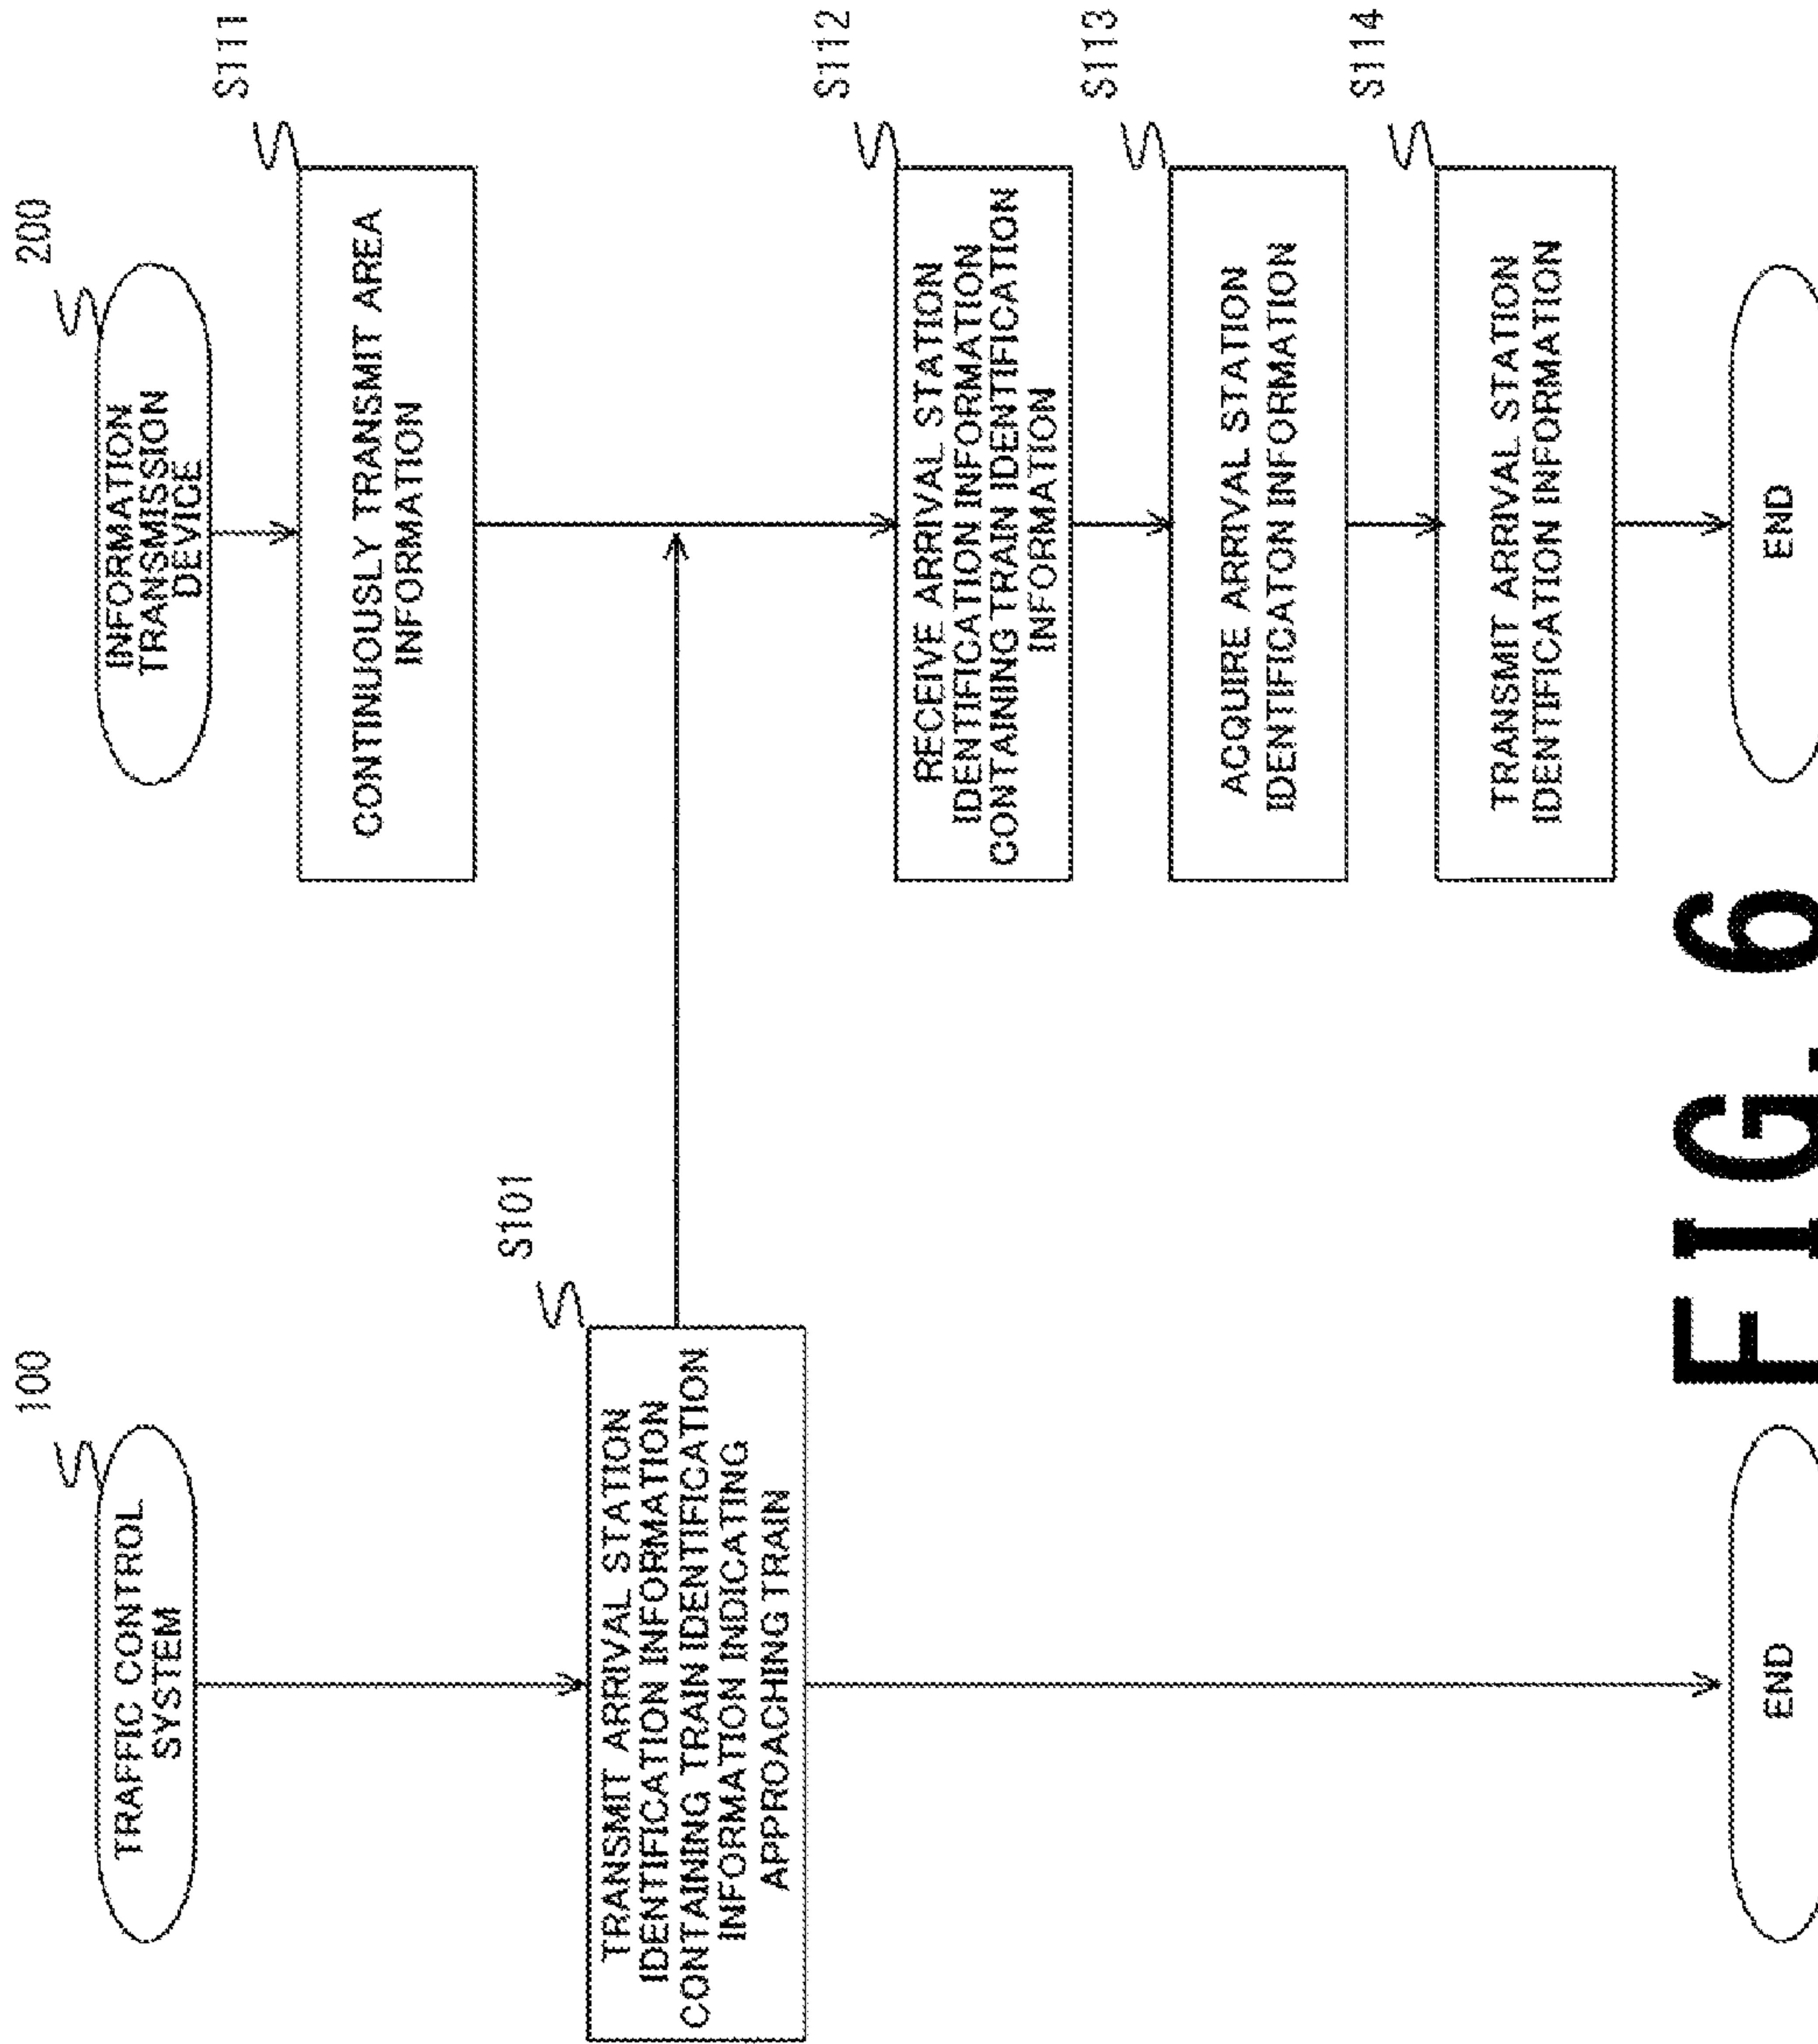 100
TRAFFIC CONTROL
SYSTEM
S101
TRANSMIT ARRIVAL STATION
IDENTIFICATION INFORMATION
CONTAINING TRAIN IDENTIFICATION
INFORMATION INDICATING
APPROACHING TRAIN
END
200
INFORMATION
TRANSMISSION
DEVICE
S111
CONTINUOUSLY TRANSMIT AREA
INFORMATION
S112
RECEIVE ARRIVAL STATION
IDENTIFICATION INFORMATION
CONTAINING TRAIN IDENTIFICATION
INFORMATION
S113
ACQUIRE ARRIVAL STATION
IDENTIFICATON INFORMATION
S114
TRANSMIT ARRIVAL STATION
IDENTIFICATION INFORMATION
END
FIG. 6